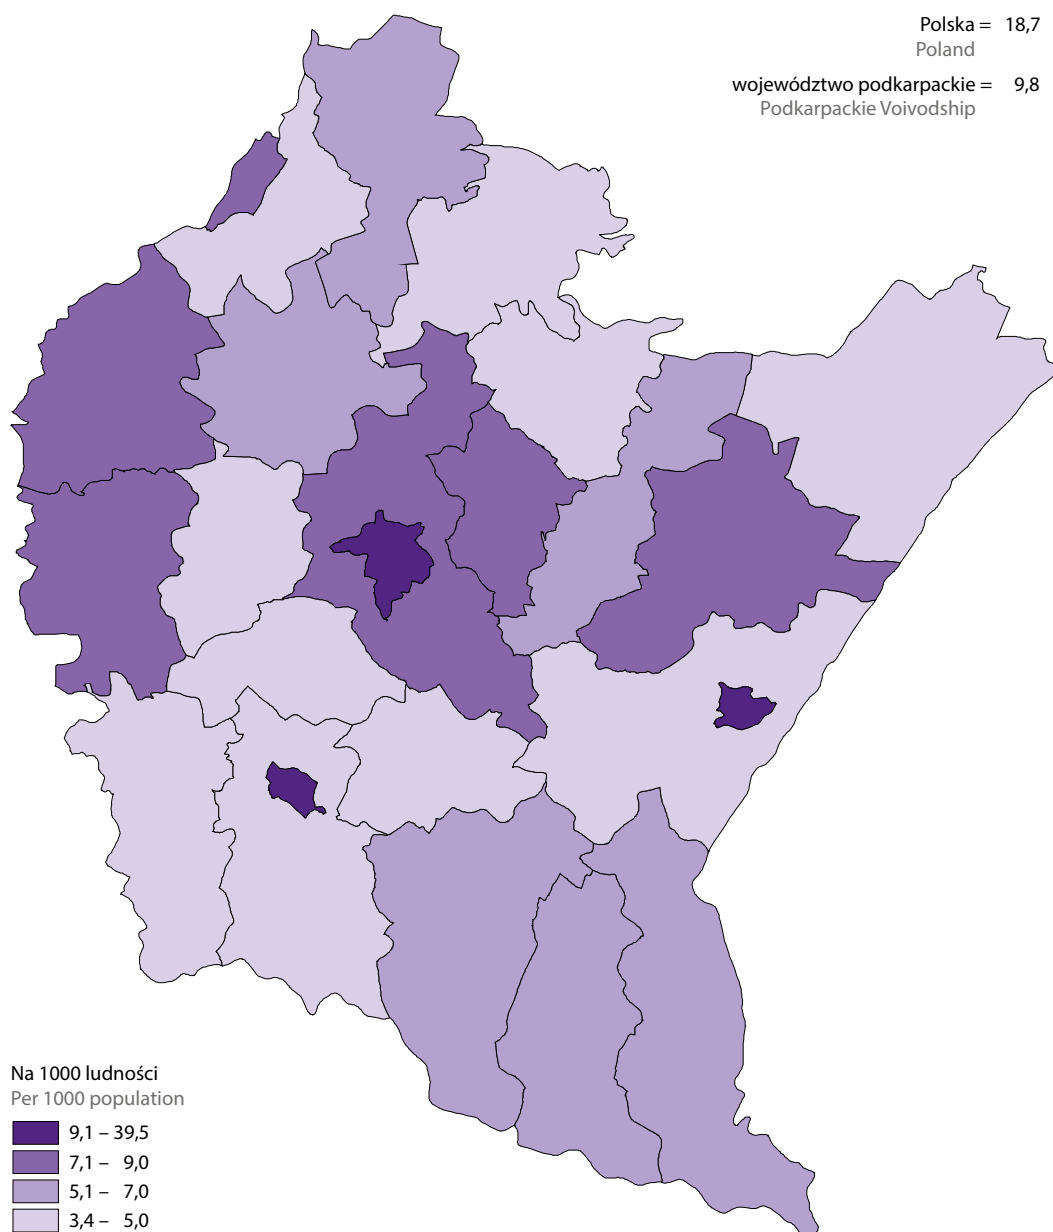 Polska = 18,7
Poland
województwo podkarpackie = 9,8
Podkarpackie Voivodship
Na 1000 ludności
Per 1000 population
9,1 – 39,5
7,1 – 9,0
5,1 – 7,0
3,4 – 5,0